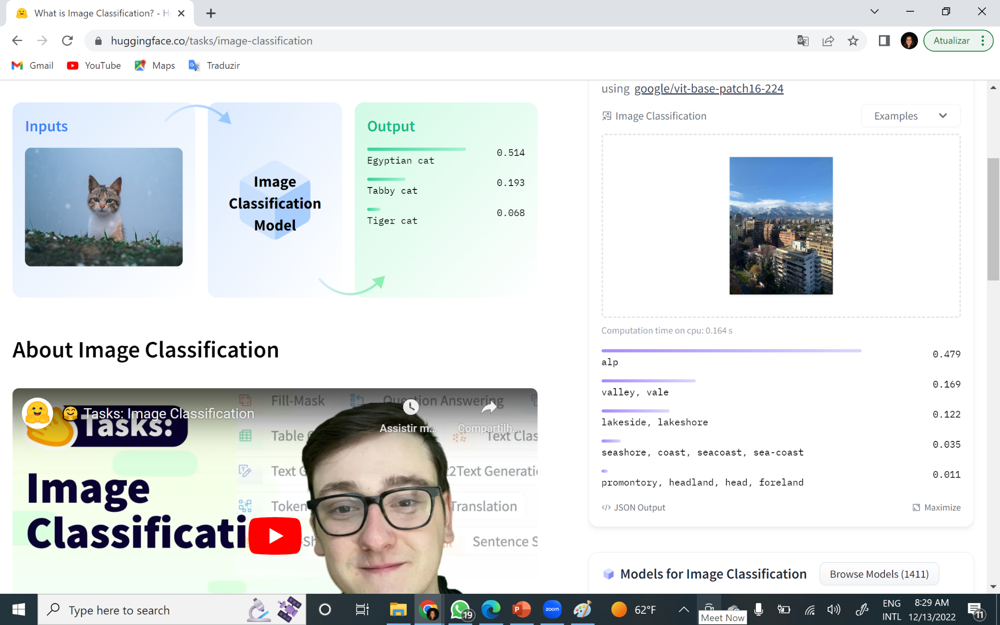 What is Image Classification? - H
huggingface.co/tasks/image-classification
Atualizar
Gmail
YouTube
Maps
Traduzir
Inputs
Image
Classification
Model
Output
0.514
Egyptian cat
0.193
Tabby cat
0.068
Tiger cat
About Image Classification
Tasks: Image Classification
Tasks:
Assistir m...
Compartilh...
Image
Classificati
Fill-Mask
Question Answering
Table
Text Clas
Text G
2Text Generati
Token
Translation
-Sh
Sentence S
using google/vit-base-patch16-224
Image Classification
Examples
Computation time on cpu: 0.164 s
0.479
alp
0.169
valley, vale
0.122
lakeside, lakeshore
0.035
seashore, coast, seacoast, sea-coast
0.011
promontory, headland, head, foreland
</> JSON Output
Maximize
Models for Image Classification
Browse Models (1411)
Type here to search
19
zoom
62°F
Meet Now
ENG
INTL
8:29 AM
12/13/2022
11